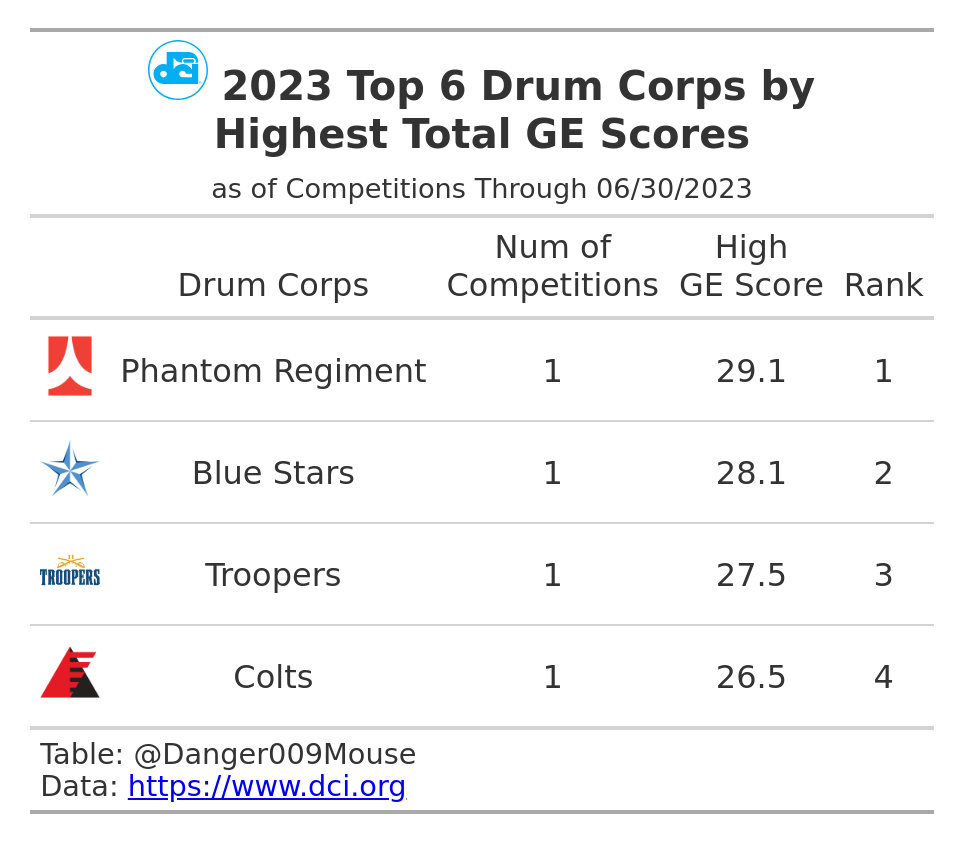 2023 Top 6 Drum Corps by
Highest Total GE Scores
as of Competitions Through 06/30/2023
Drum Corps Num of Competitions High GE Score Rank
Phantom Regiment 1 29.1 1
Blue Stars 1 28.1 2
TROOPERS Troopers 1 27.5 3
Colts 1 26.5 4
Table: @Danger009Mouse
Data: https://www.dci.org